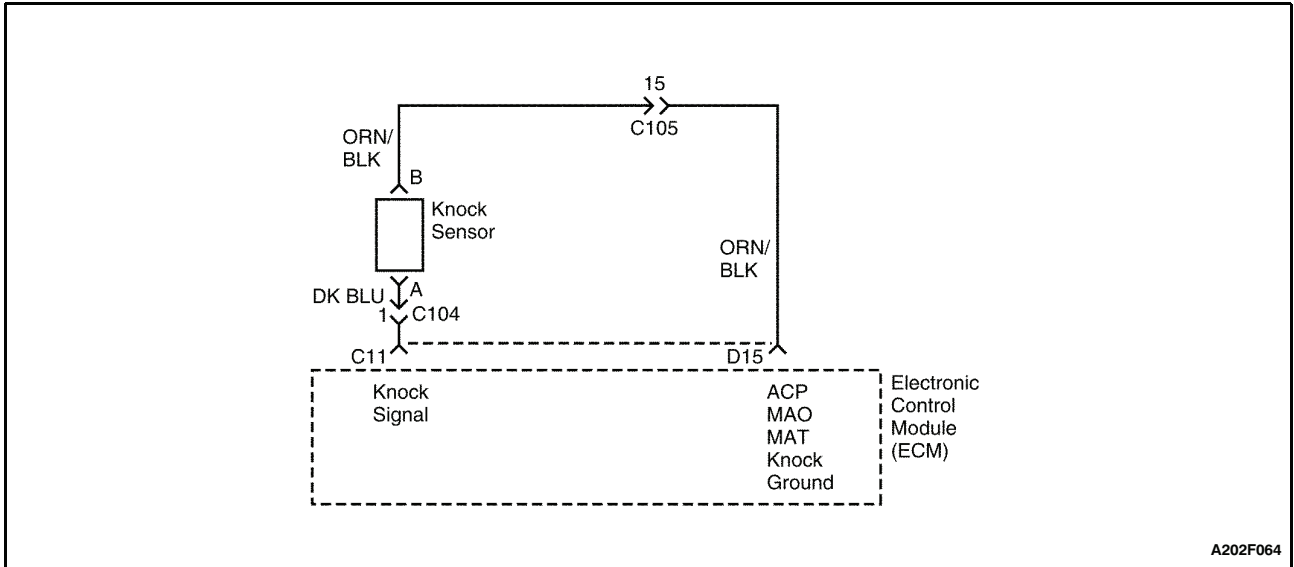 15
C105
ORN/
BLK
B
Knock
Sensor
ORN/
BLK
DK BLU
A
1
C104
C11
D15
Knock
Signal
ACP
MAO
MAT
Knock
Ground
Electronic
Control
Module
(ECM)
A202F064